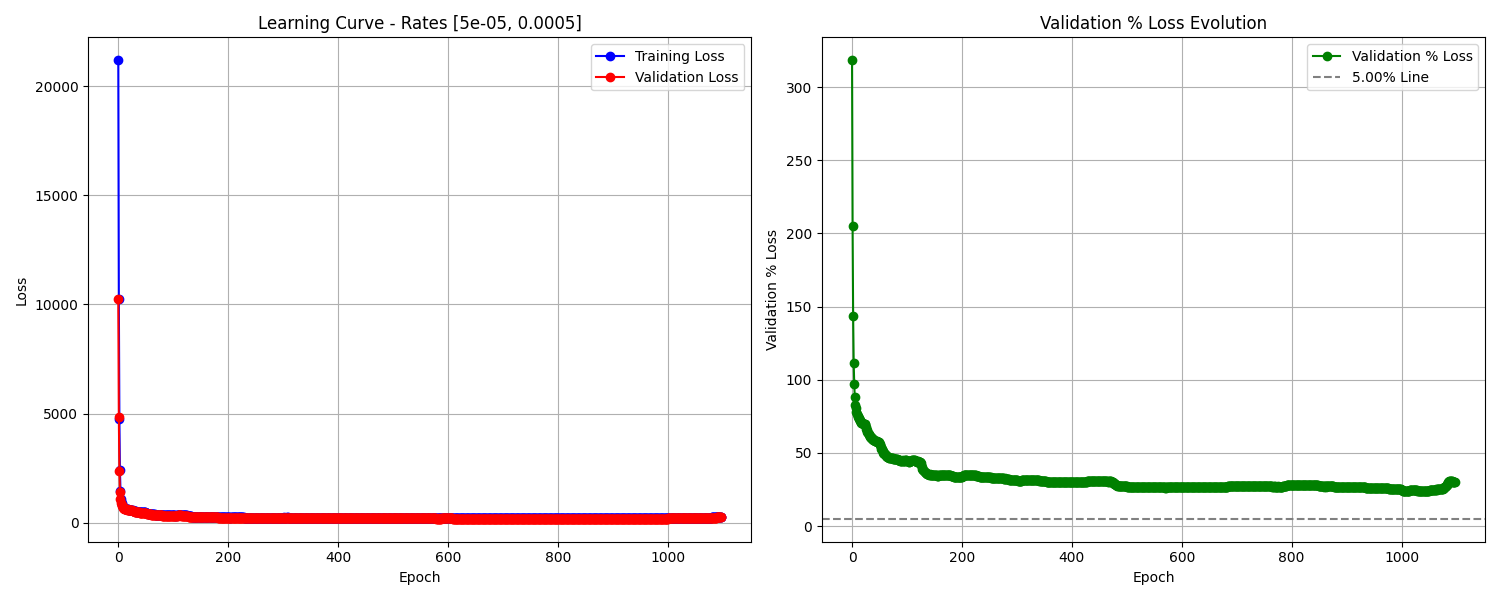 Learning Curve - Rates [5e-05, 0.0005]
Training Loss
Validation Loss
20000
15000
10000
5000
0
Loss
0
200
400
600
800
1000
Epoch
Validation % Loss Evolution
Validation % Loss
5.00% Line
300
250
200
150
100
50
0
Validation % Loss
0
200
400
600
800
1000
Epoch